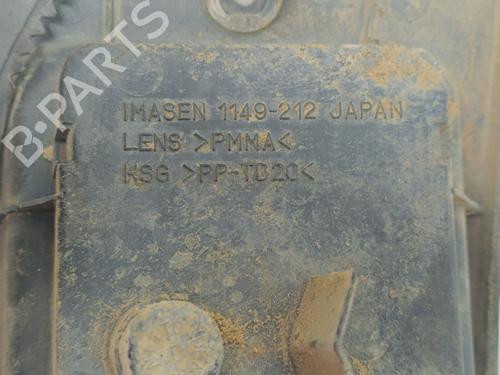 B-PARTS
IMASEN 1149-212 JAPAN
LENS >PMMA<
HSG >PP-TD20<